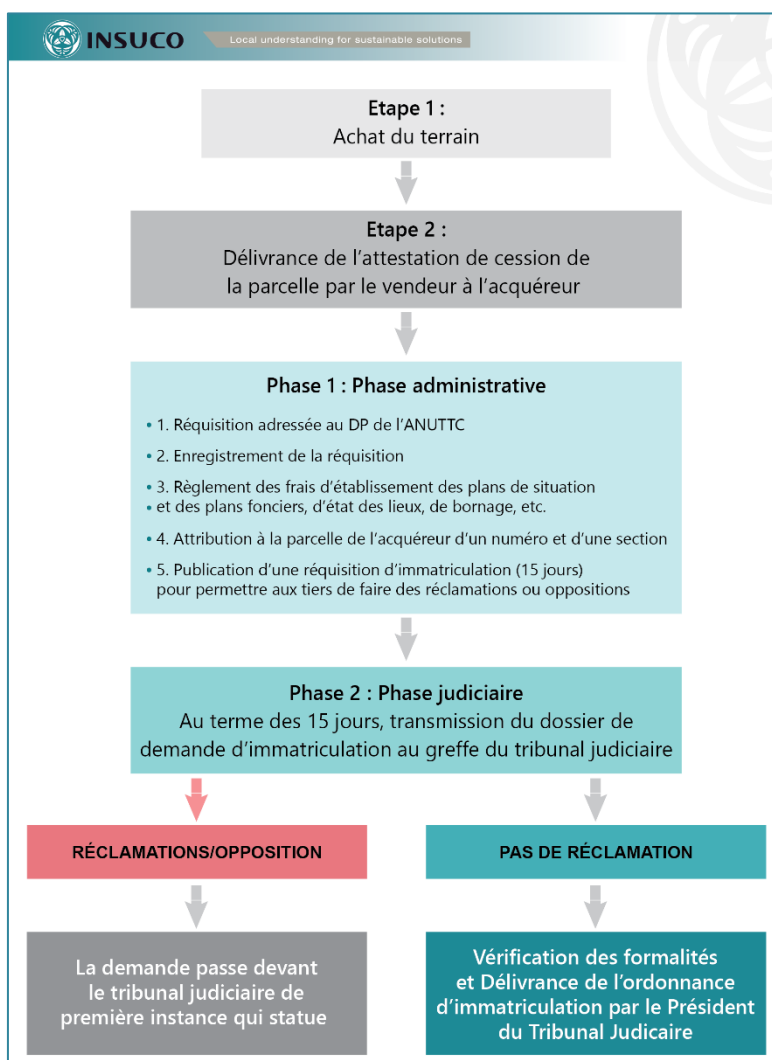 INSUCO
Local understanding for sustainable solutions
Etape 1 :
Achat du terrain
Etape 2 :
Délivrance de l'attestation de cession de
la parcelle par le vendeur à l'acquéreur
Phase 1 : Phase administrative
• 1. Réquisition adressée au DP de l'ANUTTC
• 2. Enregistrement de la réquisition
• 3. Règlement des frais d'établissement des plans de situation
• et des plans fonciers, d'état des lieux, de bornage, etc.
• 4. Attribution à la parcelle de l'acquéreur d'un numéro et d'une section
• 5. Publication d'une réquisition d'immatriculation (15 jours)
pour permettre aux tiers de faire des réclamations ou oppositions
Phase 2 : Phase judiciaire
Au terme des 15 jours, transmission du dossier de
demande d'immatriculation au greffe du tribunal judiciaire
RÉCLAMATIONS/OPPOSITION
La demande passe devant
le tribunal judiciaire de
première instance qui statue
PAS DE RÉCLAMATION
Vérification des formalités
et Délivrance de l'ordonnance
d'immatriculation par le Président
du Tribunal Judicaire